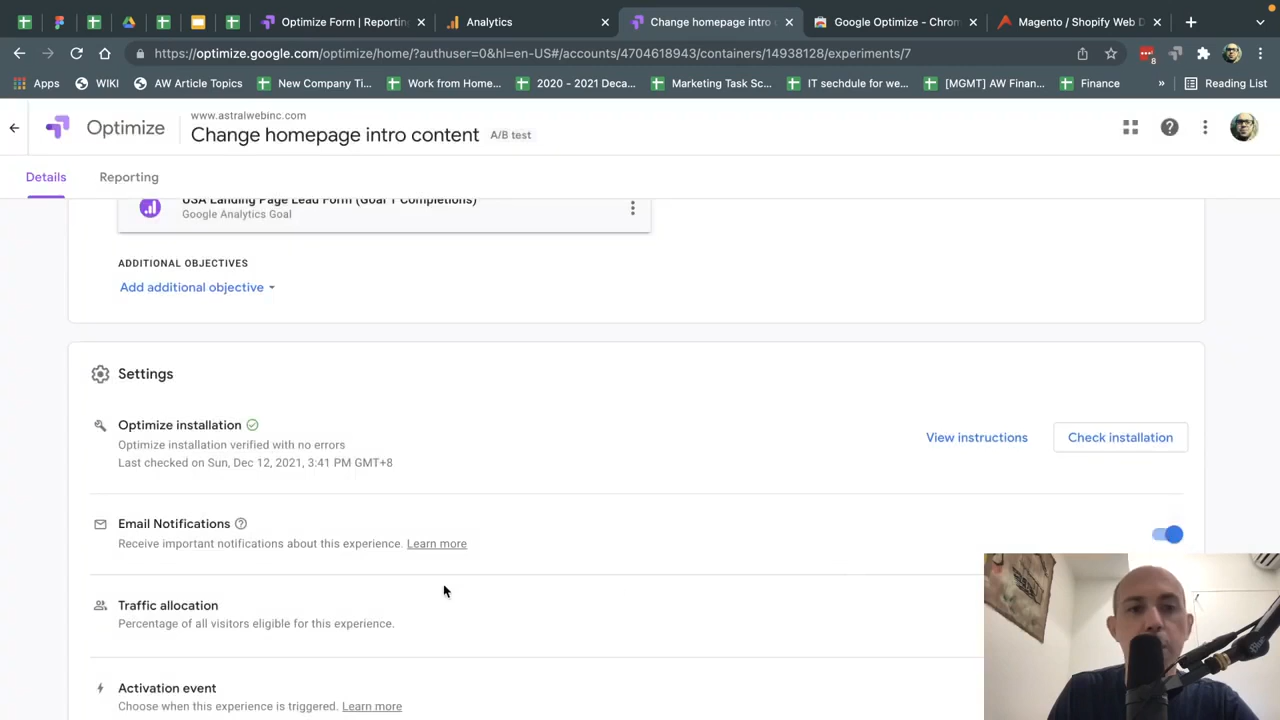 Optimize Form | Reporting
Analytics
Change homepage intro c
Google Optimize - Chrom
Magento / Shopify Web D
https://optimize.google.com/optimize/home/?authuser=0&hl=en-US#/accounts/4704618943/containers/14938128/experiments/7
8
Apps
WIKI
AW Article Topics
New Company Ti...
Work from Home...
2020 - 2021 Deca...
Marketing Task Sc...
IT techdule for we...
[MGMT] AW Finan...
Finance
»
Reading List
Optimize
www.astralwebinc.com
Change homepage intro content
A/B test
Details
Reporting
USA Landing Page Lead Form (Goal 1 Completions)
Google Analytics Goal
ADDITIONAL OBJECTIVES
Add additional objective
Settings
Optimize installation
Optimize installation verified with no errors
Last checked on Sun, Dec 12, 2021, 3:41 PM GMT+8
View instructions
Check installation
Email Notifications
Receive important notifications about this experience. Learn more
Traffic allocation
Percentage of all visitors eligible for this experience.
Activation event
Choose when this experience is triggered. Learn more